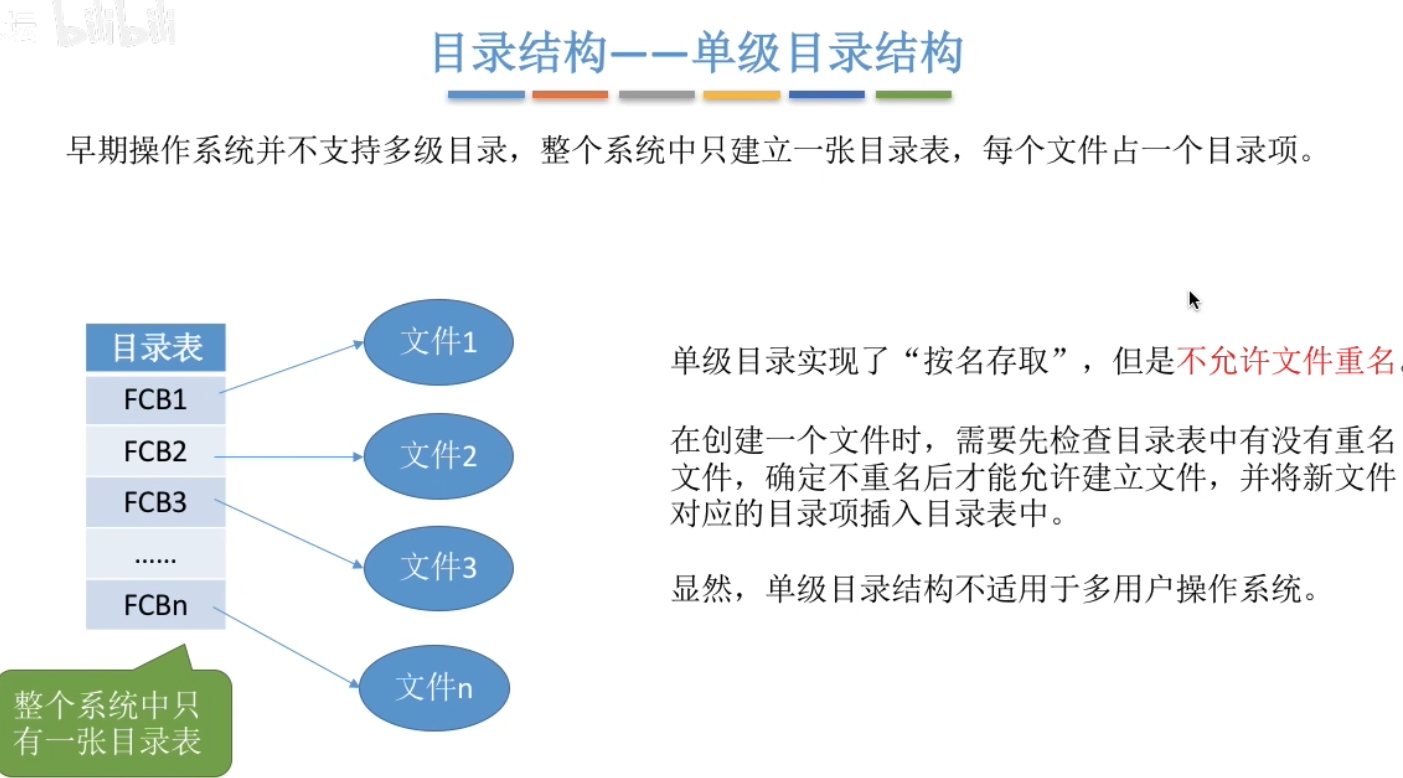 坛 bilibili
目录结构——单级目录结构
早期操作系统并不支持多级目录，整个系统中只建立一张目录表，每个文件占一个目录项。
目录表
FCB1
FCB2
FCB3
......
FCBn
文件1
文件2
文件3
文件n
整个系统中只
有一张目录表
单级目录实现了“按名存取”，但是不允许文件重名。
在创建一个文件时，需要先检查目录表中有没有重名
文件，确定不重名后才能允许建立文件，并将新文件
对应的目录项插入目录表中。
显然，单级目录结构不适用于多用户操作系统。